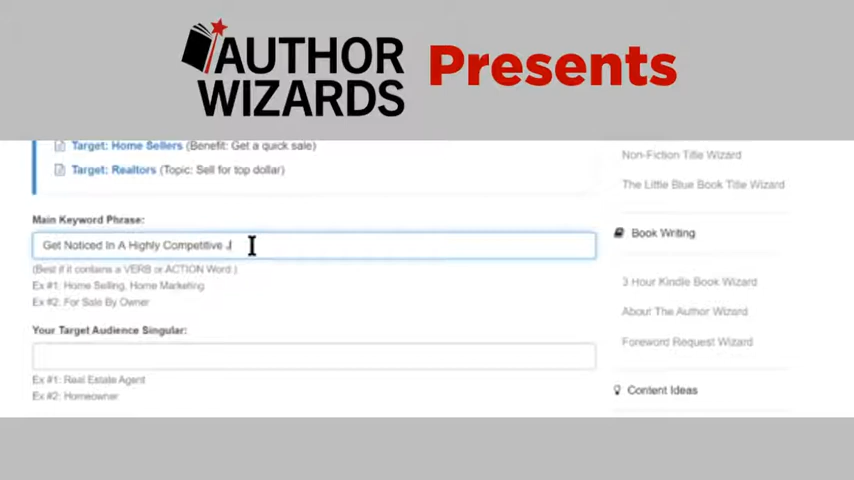 AUTHOR
WIZARDS
Presents
Target: Home Sellers (Benefit: Get a quick sale)
Target: Realtors (Topic: Sell for top dollar)
Main Keyword Phrase:
Get Noticed In A Highly Competitive J
(Best if it contains a VERB or ACTION Word.)
Ex #1: Home Selling, Home Marketing
Ex #2: For Sale By Owner
Your Target Audience Singular:
Ex #1: Real Estate Agent
Ex #2: Homeowner
Non-Fiction Title Wizard
The Little Blue Book Title Wizard
Book Writing
3 Hour Kindle Book Wizard
About The Author Wizard
Foreword Request Wizard
Content Ideas